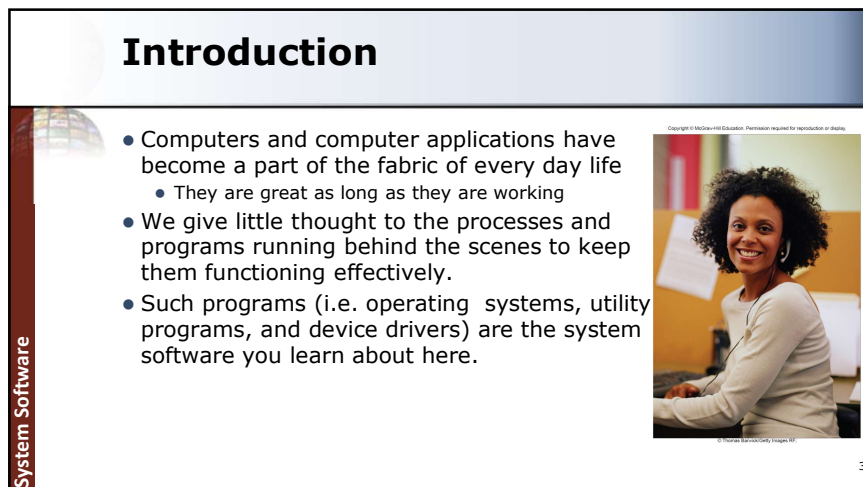 Introduction
Copyright © McGraw-Hill Education. Permission required for reproduction or display.
• Computers and computer applications have
become a part of the fabric of every day life
• They are great as long as they are working
• We give little thought to the processes and
programs running behind the scenes to keep
them functioning effectively.
• Such programs (i.e. operating  systems, utility
programs, and device drivers) are the system
software you learn about here.
© Thomas Barwick/Getty Images RF.
System Software
3